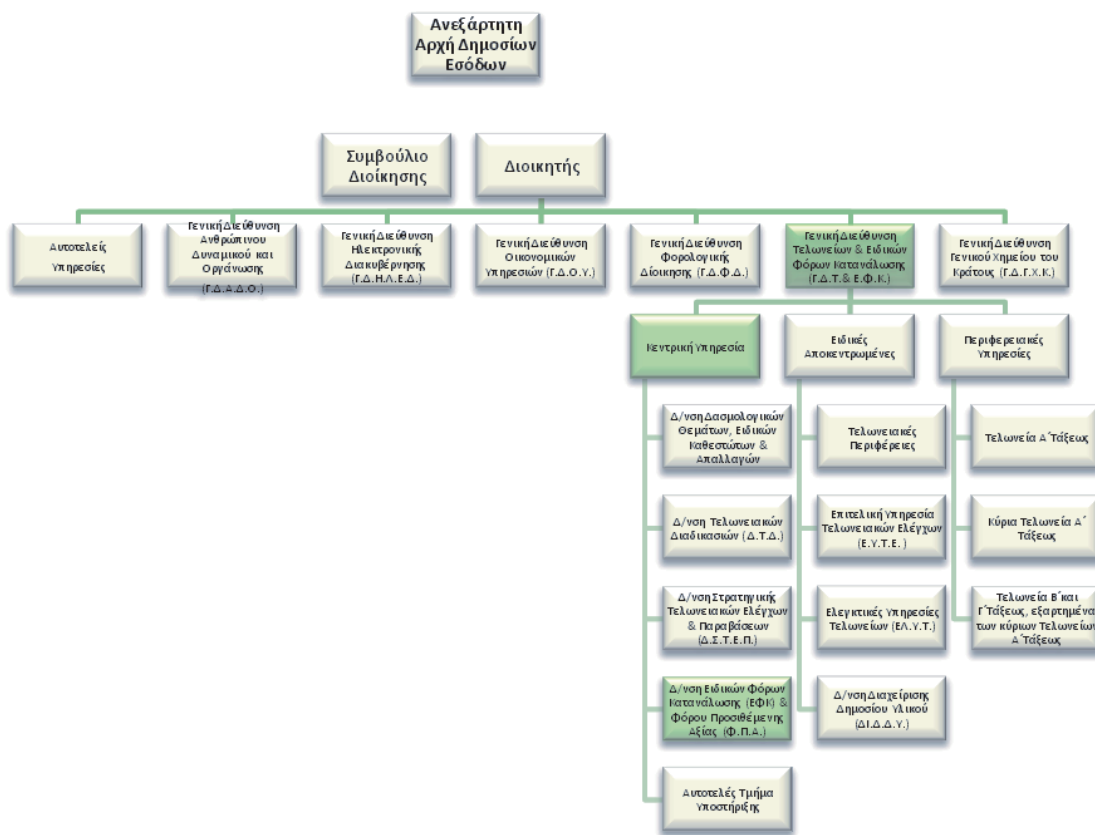 Ανεξάρτητη
Αρχή Δημοσίων
Εσόδων
Συμβούλιο
Διοίκησης
Διοικητής
Αυτοτελείς
Υπηρεσίες
Γενική Διεύθυνση
Ανθρώπινου
Δυναμικού και
Οργάνωσης
(Γ.Δ.Α.Δ.Ο.)
Γενική Διεύθυνση
Ηλεκτρονικής
Διακυβέρνησης
(Γ.Δ.Η.Λ.Ε.Δ.)
Γενική Διεύθυνση
Οικονομικών
Υπηρεσιών (Γ.Δ.Ο.Υ.)
Γενική Διεύθυνση
Φορολογικής
Δίοικησης (Γ.Δ.Φ.Δ.)
Γενική Διεύθυνση
Τελωνείων & Ειδικών
Φόρων Κατανάλωσης
(Γ.Δ.Τ.& Ε.Φ.Κ.)
Γενική Διεύθυνση
Γενικού Χημείου του
Κράτους (Γ.Δ.Γ.Χ.Κ.)
Κεντρική Υπηρεσία
Ειδικές
Αποκεντρωμένες
Περιφερειακές
Υπηρεσίες
Δ/νση Δασμολογικών
Θεμάτων, Ειδικών
Καθεστώτων &
Απαλλαγών
Τελωνειακές
Περιφέρειες
Τελωνεία Α΄Τάξεως
Δ/νση Τελωνειακών
Διαδικασιών (Δ.Τ.Δ.)
Επιτελική Υπηρεσία
Τελωνειακών Ελέγχων
(Ε.Υ.Τ.Ε. )
Κύρια Τελωνεία Α΄
Τάξεως
Δ/νση Στρατηγικής
Τελωνειακών Ελέγχων
& Παραβάσεων
(Δ.Σ.Τ.Ε.Π.)
Ελεγκτικές Υπηρεσίες
Τελωνείων (ΕΛ.Υ.Τ.)
Τελωνεία Β΄και
Γ΄Τάξεως, εξαρτημένα
των κύριων Τελωνείων
Α΄Τάξεως
Δ/νση Ειδικών Φόρων
Κατανάλωσης (ΕΦΚ) &
Φόρου Προσιθέμενης
Αξίας (Φ.Π.Α.)
Δ/νση Διαχείρισης
Δημοσίου Υλικού
(ΔΙ.Δ.Δ.Υ.)
Αυτοτελές Τμήμα
Υποστήριξης